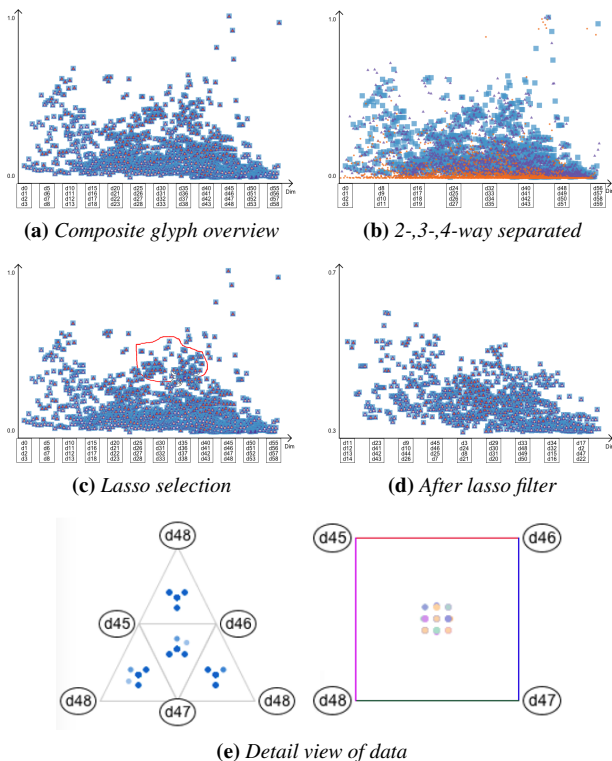 1.0
0.0
Dim
d0 d5 d10 d15 d20 d25 d30 d35 d40 d45 d50 d55
d1 d6 d11 d16 d21 d26 d31 d36 d41 d46 d51 d56
d2 d7 d12 d17 d22 d27 d32 d37 d42 d47 d52 d57
d3 d8 d13 d18 d23 d28 d33 d38 d43 d48 d53 d58
(a) Composite glyph overview
1.0
0.0
Dim
d0 d8 d16 d24 d32 d40 d48 d56
d1 d9 d17 d25 d33 d41 d49 d57
d2 d10 d18 d26 d34 d42 d50 d58
d3 d11 d19 d27 d35 d43 d51 d59
(b) 2-,3-,4-way separated
1.0
0.0
Dim
d0 d5 d10 d15 d20 d25 d30 d35 d40 d45 d50 d55
d1 d6 d11 d16 d21 d26 d31 d36 d41 d46 d51 d56
d2 d7 d12 d17 d22 d27 d32 d37 d42 d47 d52 d57
d3 d8 d13 d18 d23 d28 d33 d38 d43 d48 d53 d58
(c) Lasso selection
0.7
0.3
Dim
d11 d23 d9 d45 d3 d29 d33 d34 d17
d12 d41 d10 d46 d24 d30 d48 d32 d2
d13 d42 d44 d25 d8 d31 d49 d15 d47
d14 d43 d26 d7 d21 d20 d50 d16 d22
(d) After lasso filter
d48
d45 d46
d48 d47 d48
d45 d46
d48 d47
(e) Detail view of data